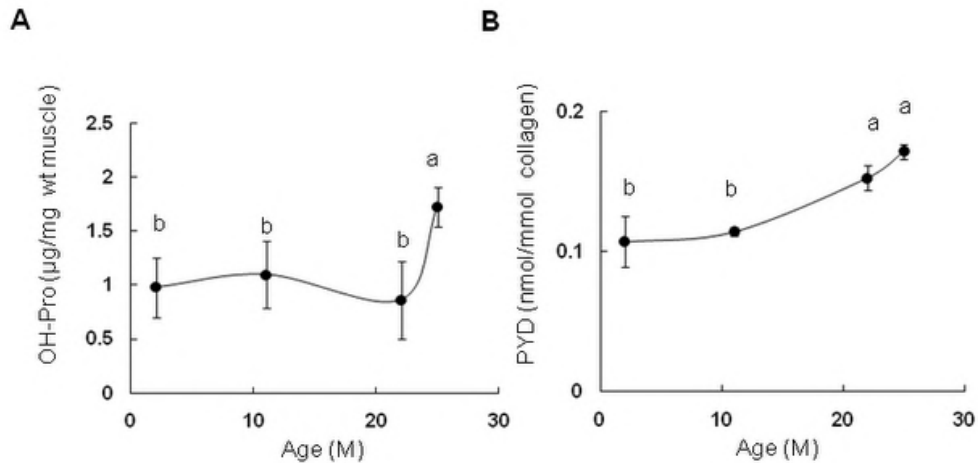 A
OH-Pro (µg/mg wt muscle)
2.5
2
1.5
1
0.5
0
b
b
b
a
0
10
20
30
Age (M)
B
PYD (nmol/mmol collagen)
0.2
0.1
0
b
b
a
a
0
10
20
30
Age (M)